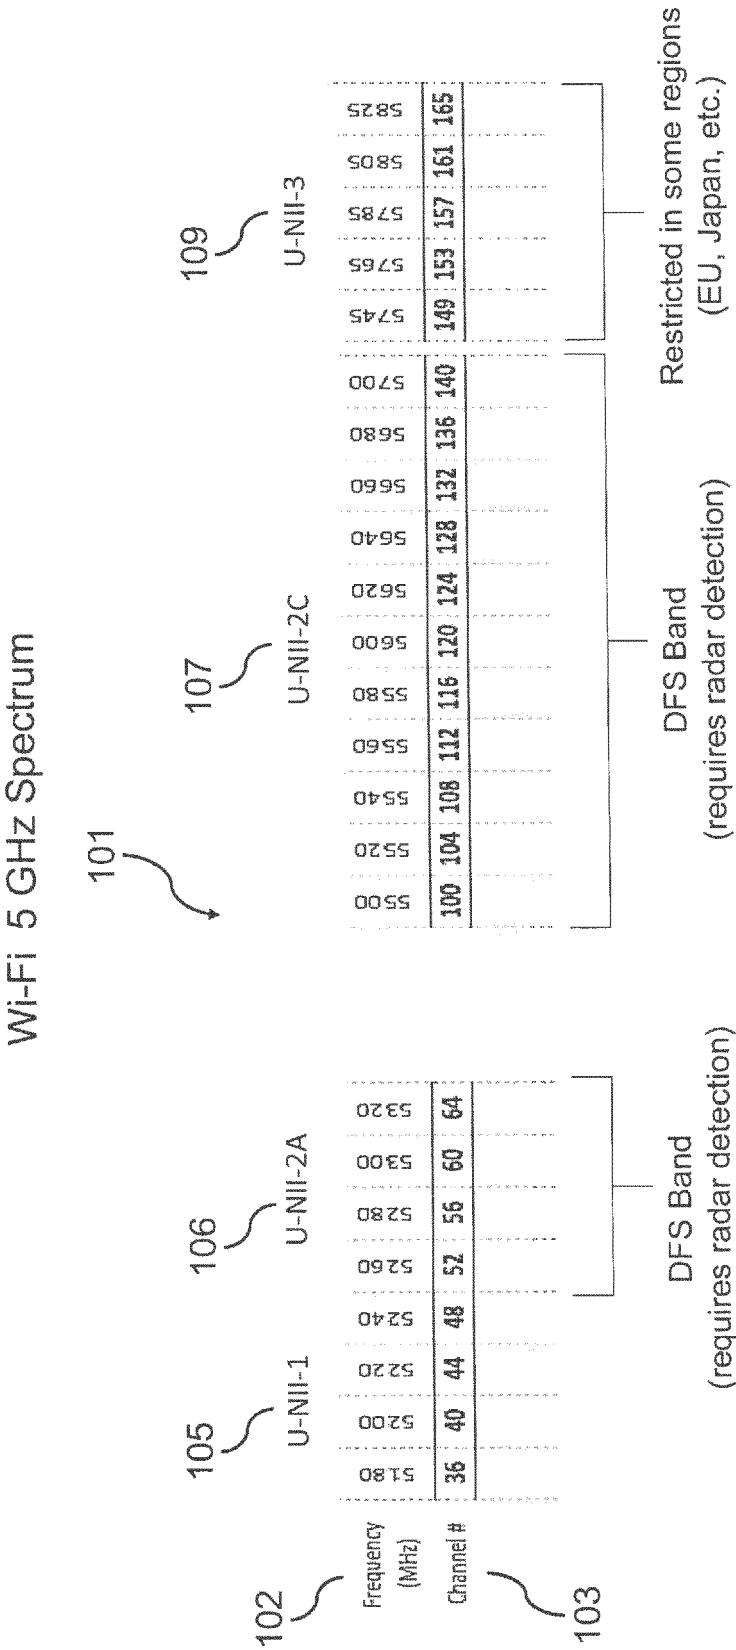 Wi-Fi 5 GHz Spectrum
101
105
106
107
109
U-NII-1
U-NII-2A
U-NII-2C
U-NII-3
102
Frequency
(MHz)
5180 5200 5220 5240 5260 5280 5300 5320 5500 5520 5540 5560 5580 5600 5620 5640 5660 5680 5700 5745 5765 5785 5805 5825
Channel #
36 40 44 48 52 56 60 64 100 104 108 112 116 120 124 128 132 136 140 149 153 157 161 165
103
DFS Band
(requires radar detection)
DFS Band
(requires radar detection)
Restricted in some regions
(EU, Japan, etc.)